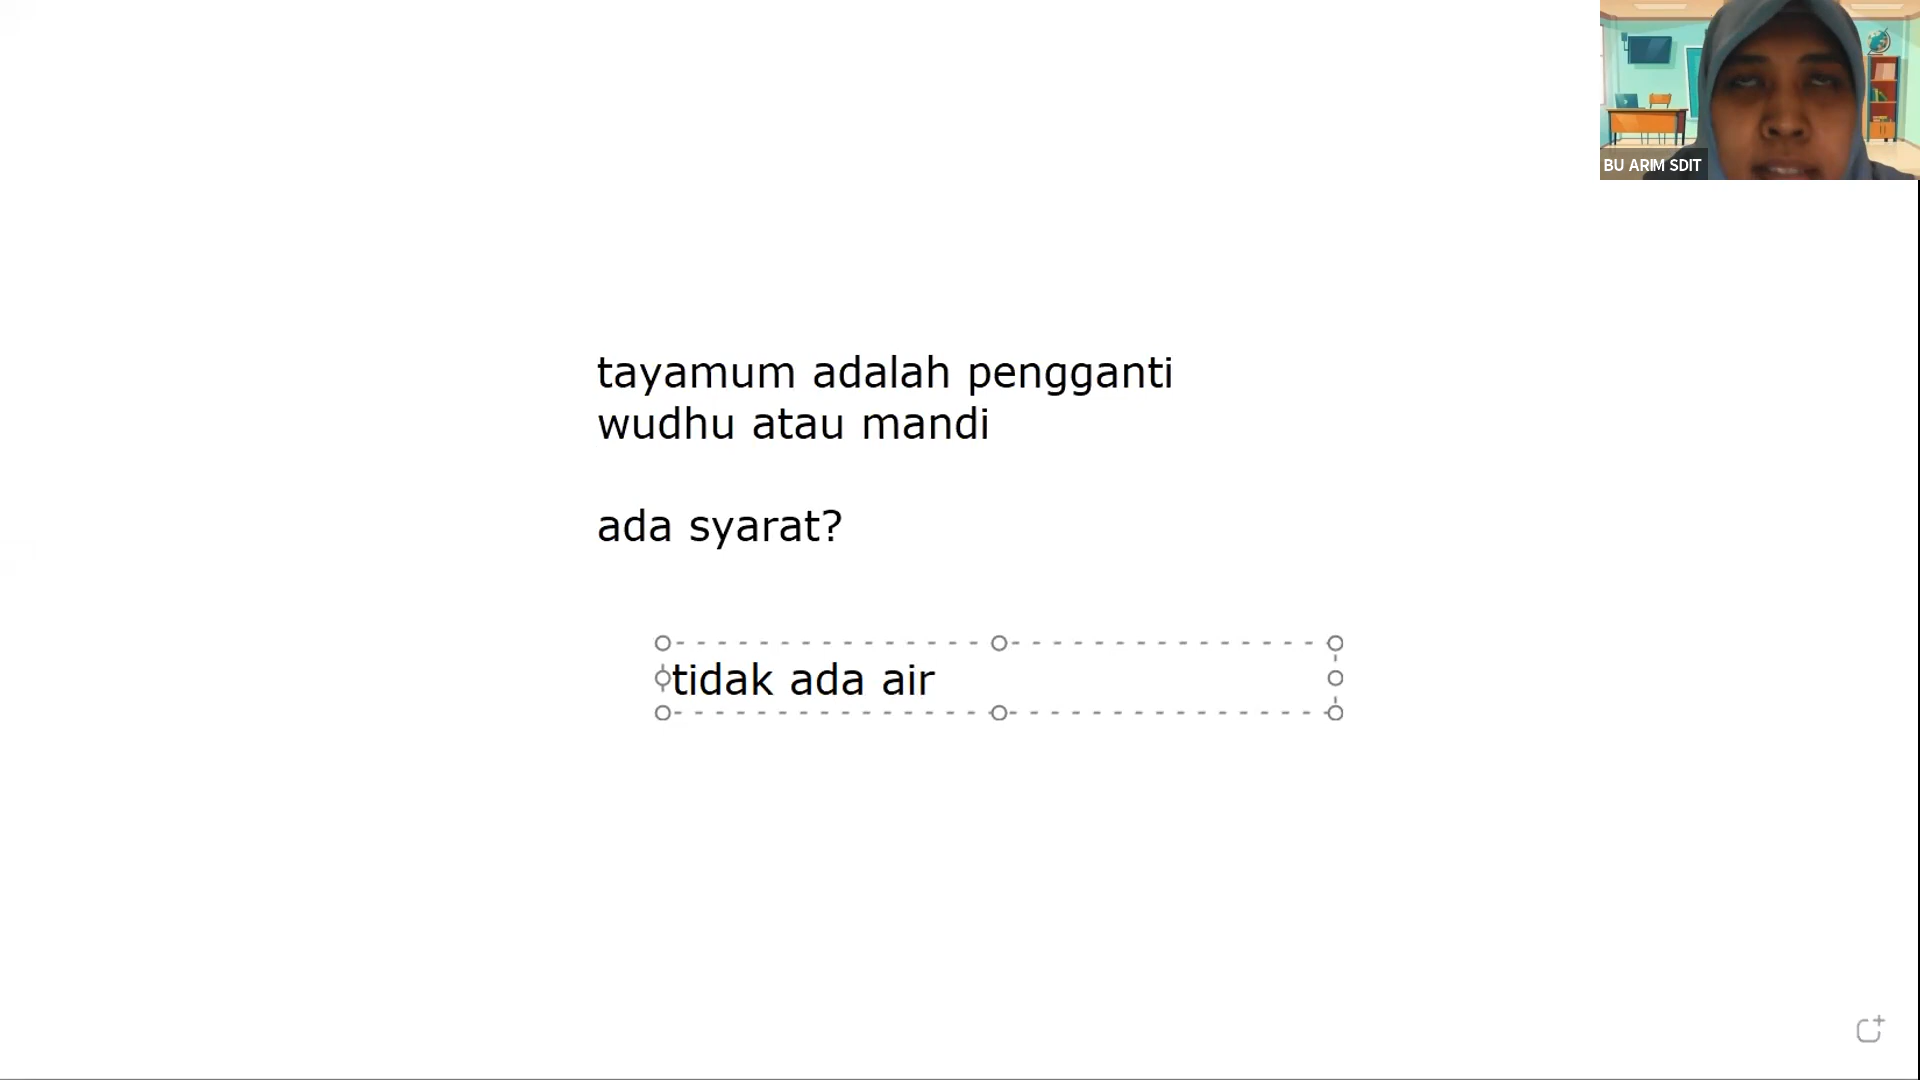 BU ARIM SDIT
tayamum adalah pengganti
wudhu atau mandi
ada syarat?
tidak ada air